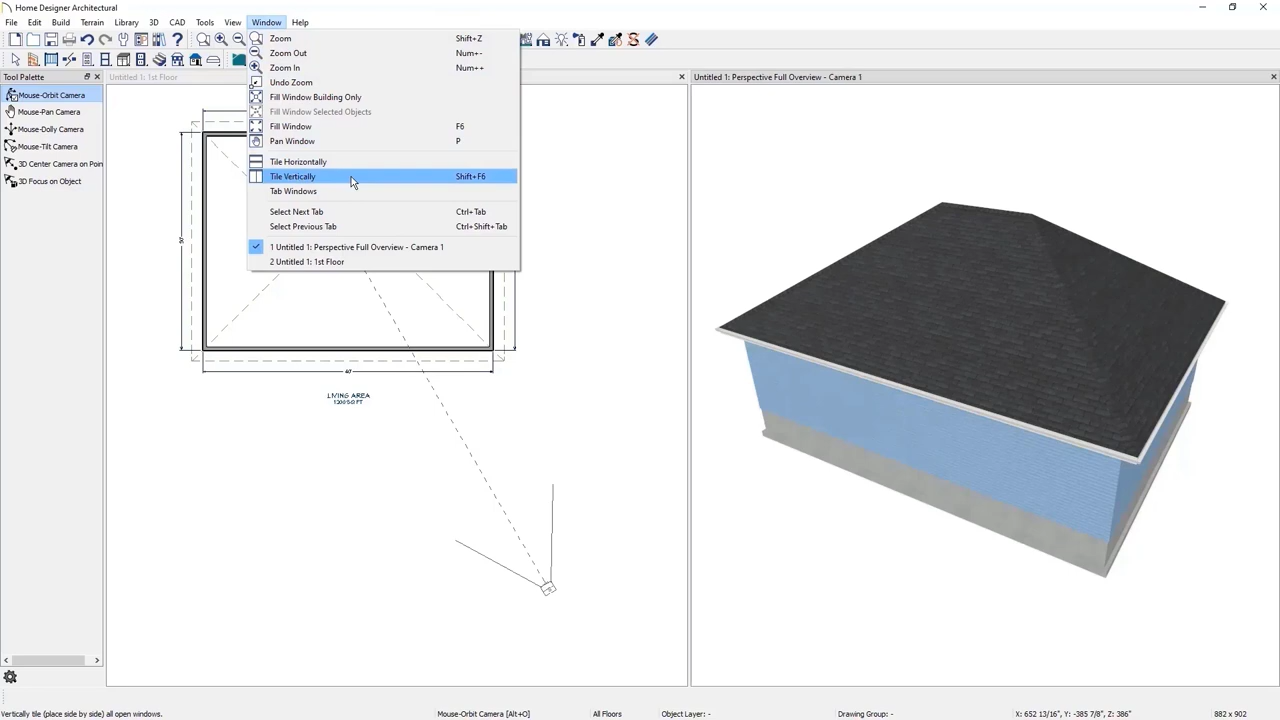 Home Designer Architectural
File Edit Build Terrain Library 3D CAD Tools View Window Help
Tool Palette
Untitled 1: 1st Floor
Untitled 1: Perspective Full Overview - Camera 1
Mouse-Orbit Camera
Mouse-Pan Camera
Mouse-Dolly Camera
Mouse-Tilt Camera
3D Center Camera on Poin
3D Focus on Object
Zoom Shift+Z
Zoom Out Num+-
Zoom In Num++
Undo Zoom
Fill Window Building Only
Fill Window Selected Objects
Fill Window F6
Pan Window P
Tile Horizontally
Tile Vertically Shift+F6
Tab Windows
Select Next Tab Ctrl+Tab
Select Previous Tab Ctrl+Shift+Tab
1 Untitled 1: Perspective Full Overview - Camera 1
2 Untitled 1: 1st Floor
40'
LIVING AREA
1200 SQ FT
Vertically tile (place side by side) all open windows.
Mouse-Orbit Camera [Alt+O]
All Floors
Object Layer: -
Drawing Group: -
X: 652 13/16", Y: -385 7/8", Z: 386"
882 x 902